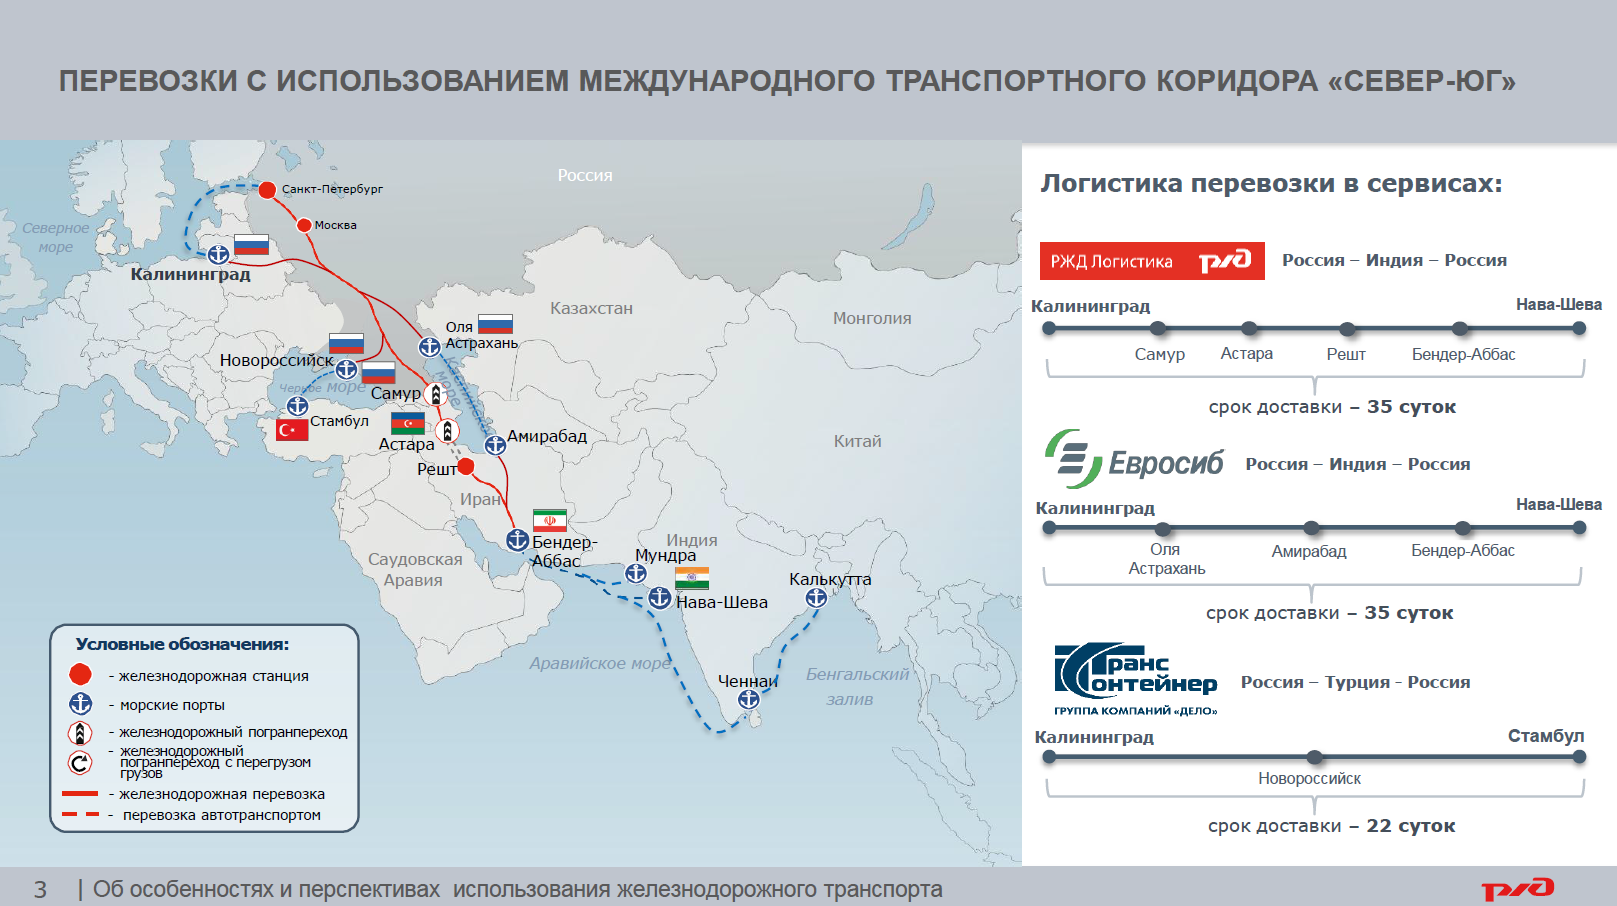 ПЕРЕВОЗКИ С ИСПОЛЬЗОВАНИЕМ МЕЖДУНАРОДНОГО ТРАНСПОРТНОГО КОРИДОРА «СЕВЕР-ЮГ»
Россия
Санкт-Петербург
Москва
Северное
море
Калининград
Казахстан
Монголия
Оля
Астрахань
Новороссийск
Каспийское
море
Черное море
Самур
Стамбул
Астара
Амирабад
Китай
Решт
Иран
Бендер-
Аббас
Индия
Мундра
Саудовская
Аравия
Калькутта
Нава-Шева
Аравийское море
Ченнаи
Бенгальский
залив
Условные обозначения:
- железнодорожная станция
- морские порты
- железнодорожный погранпереход
- железнодорожный
погранпереход с перегрузом
грузов
- железнодорожная перевозка
- перевозка автотранспортом
Логистика перевозки в сервисах:
РЖД Логистика РЖД Россия – Индия – Россия
Калининград Нава-Шева
Самур Астара Решт Бендер-Аббас
срок доставки – 35 суток
Евросиб Россия – Индия – Россия
Калининград Нава-Шева
Оля
Астрахань Амирабад Бендер-Аббас
срок доставки – 35 суток
Транс
Контейнер
ГРУППА КОМПАНИЙ «ДЕЛО»
Россия – Турция - Россия
Калининград Стамбул
Новороссийск
срок доставки – 22 суток
3 | Об особенностях и перспективах использования железнодорожного транспорта
РЖД